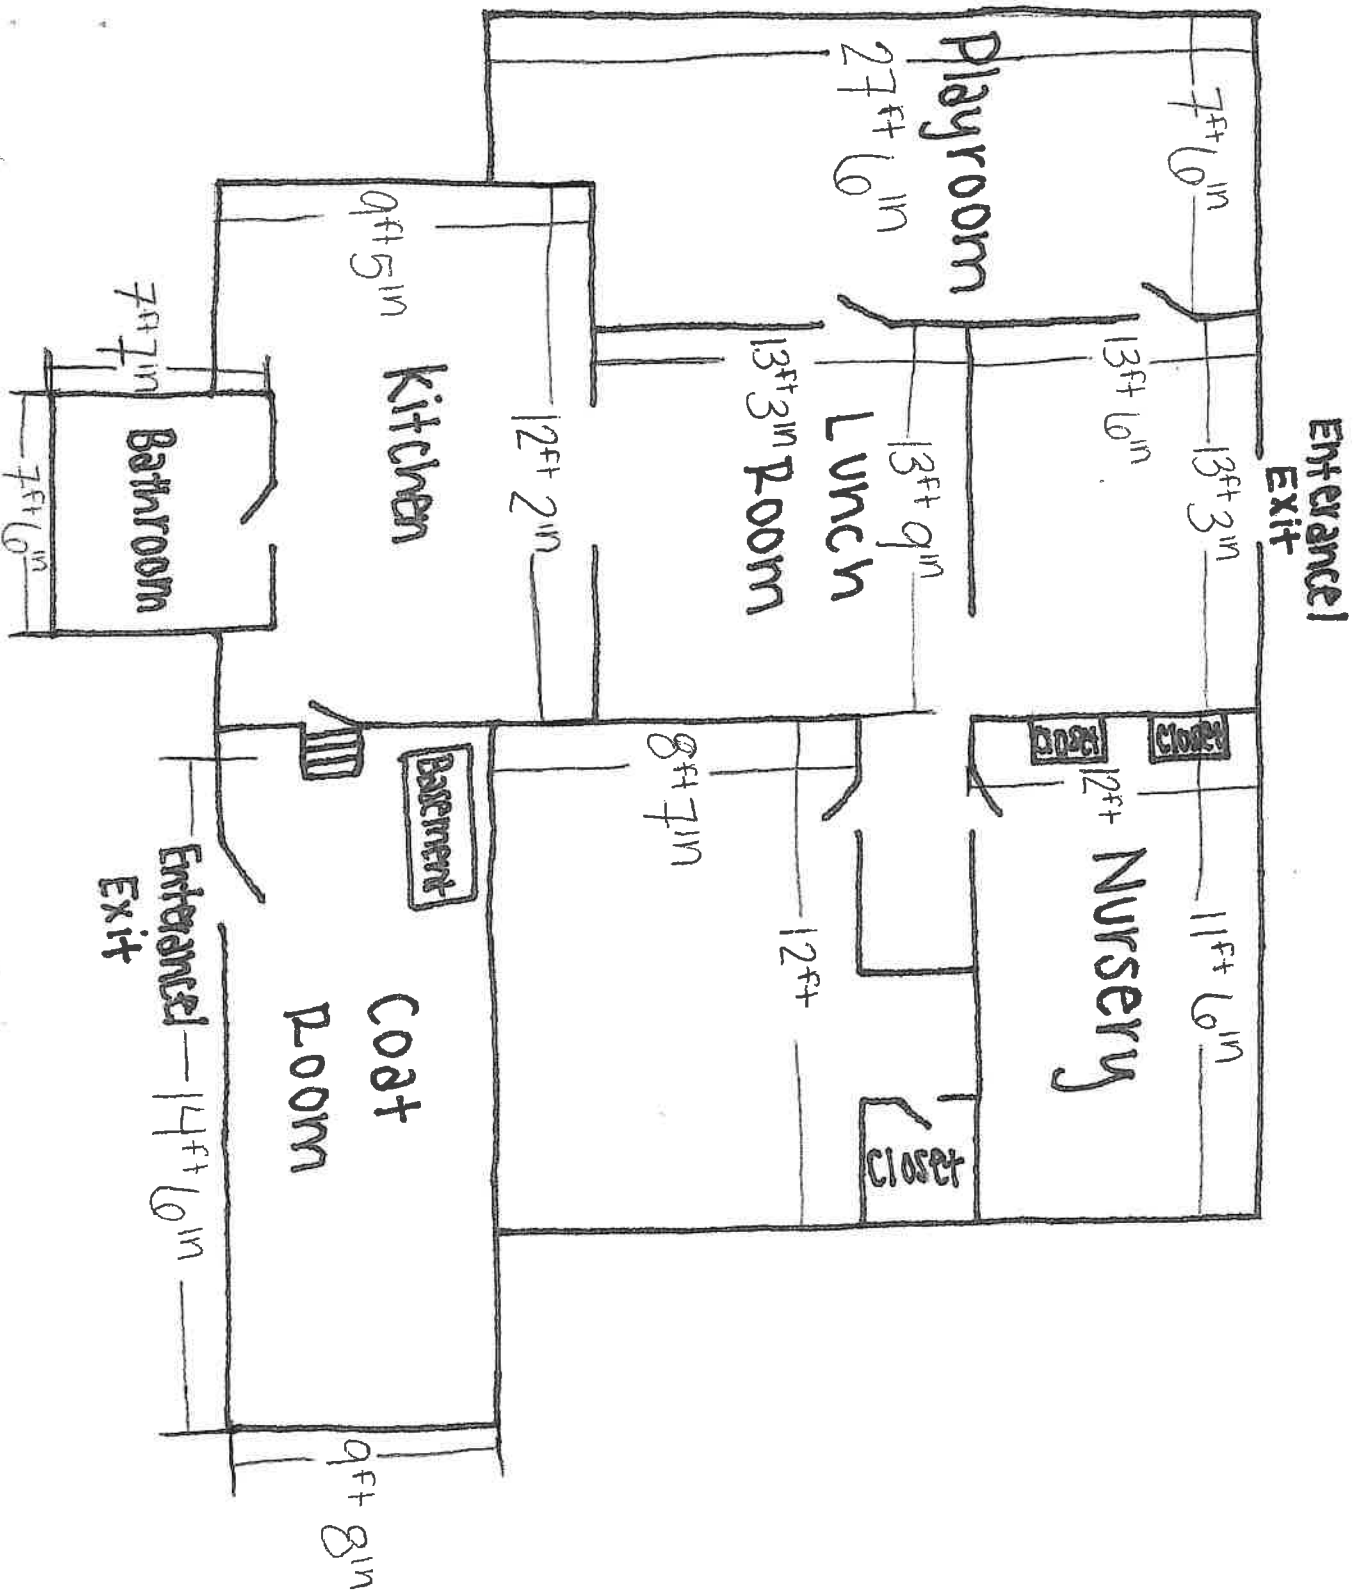 Enterance/
Exit
7ft 6in
13ft 3in
11ft 6in
Playroom
27ft 6in
13ft 6in
Closet
Closet
12ft
Nursery
13ft 9in
Lunch
Room
13ft 3in
Closet
12ft
8ft 7in
12ft 2in
Kitchen
9ft 5in
Basement
Coat
Room
9ft 8in
Bathroom
7ft 7in
7ft 6in
Enterance/
Exit
14ft 6in